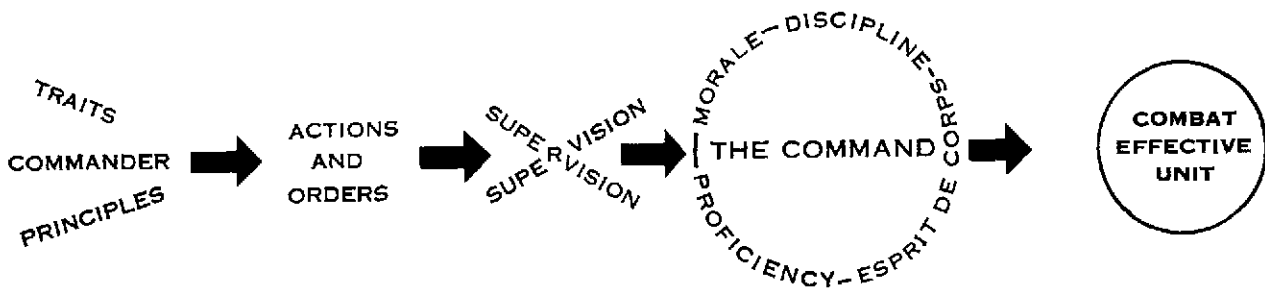 TRAITS
COMMANDER
PRINCIPLES
ACTIONS
AND
ORDERS
SUPERVISION
SUPERVISION
MORALE–DISCIPLINE–ESPRIT DE CORPS–PROFICIENCY–
THE COMMAND
COMBAT
EFFECTIVE
UNIT